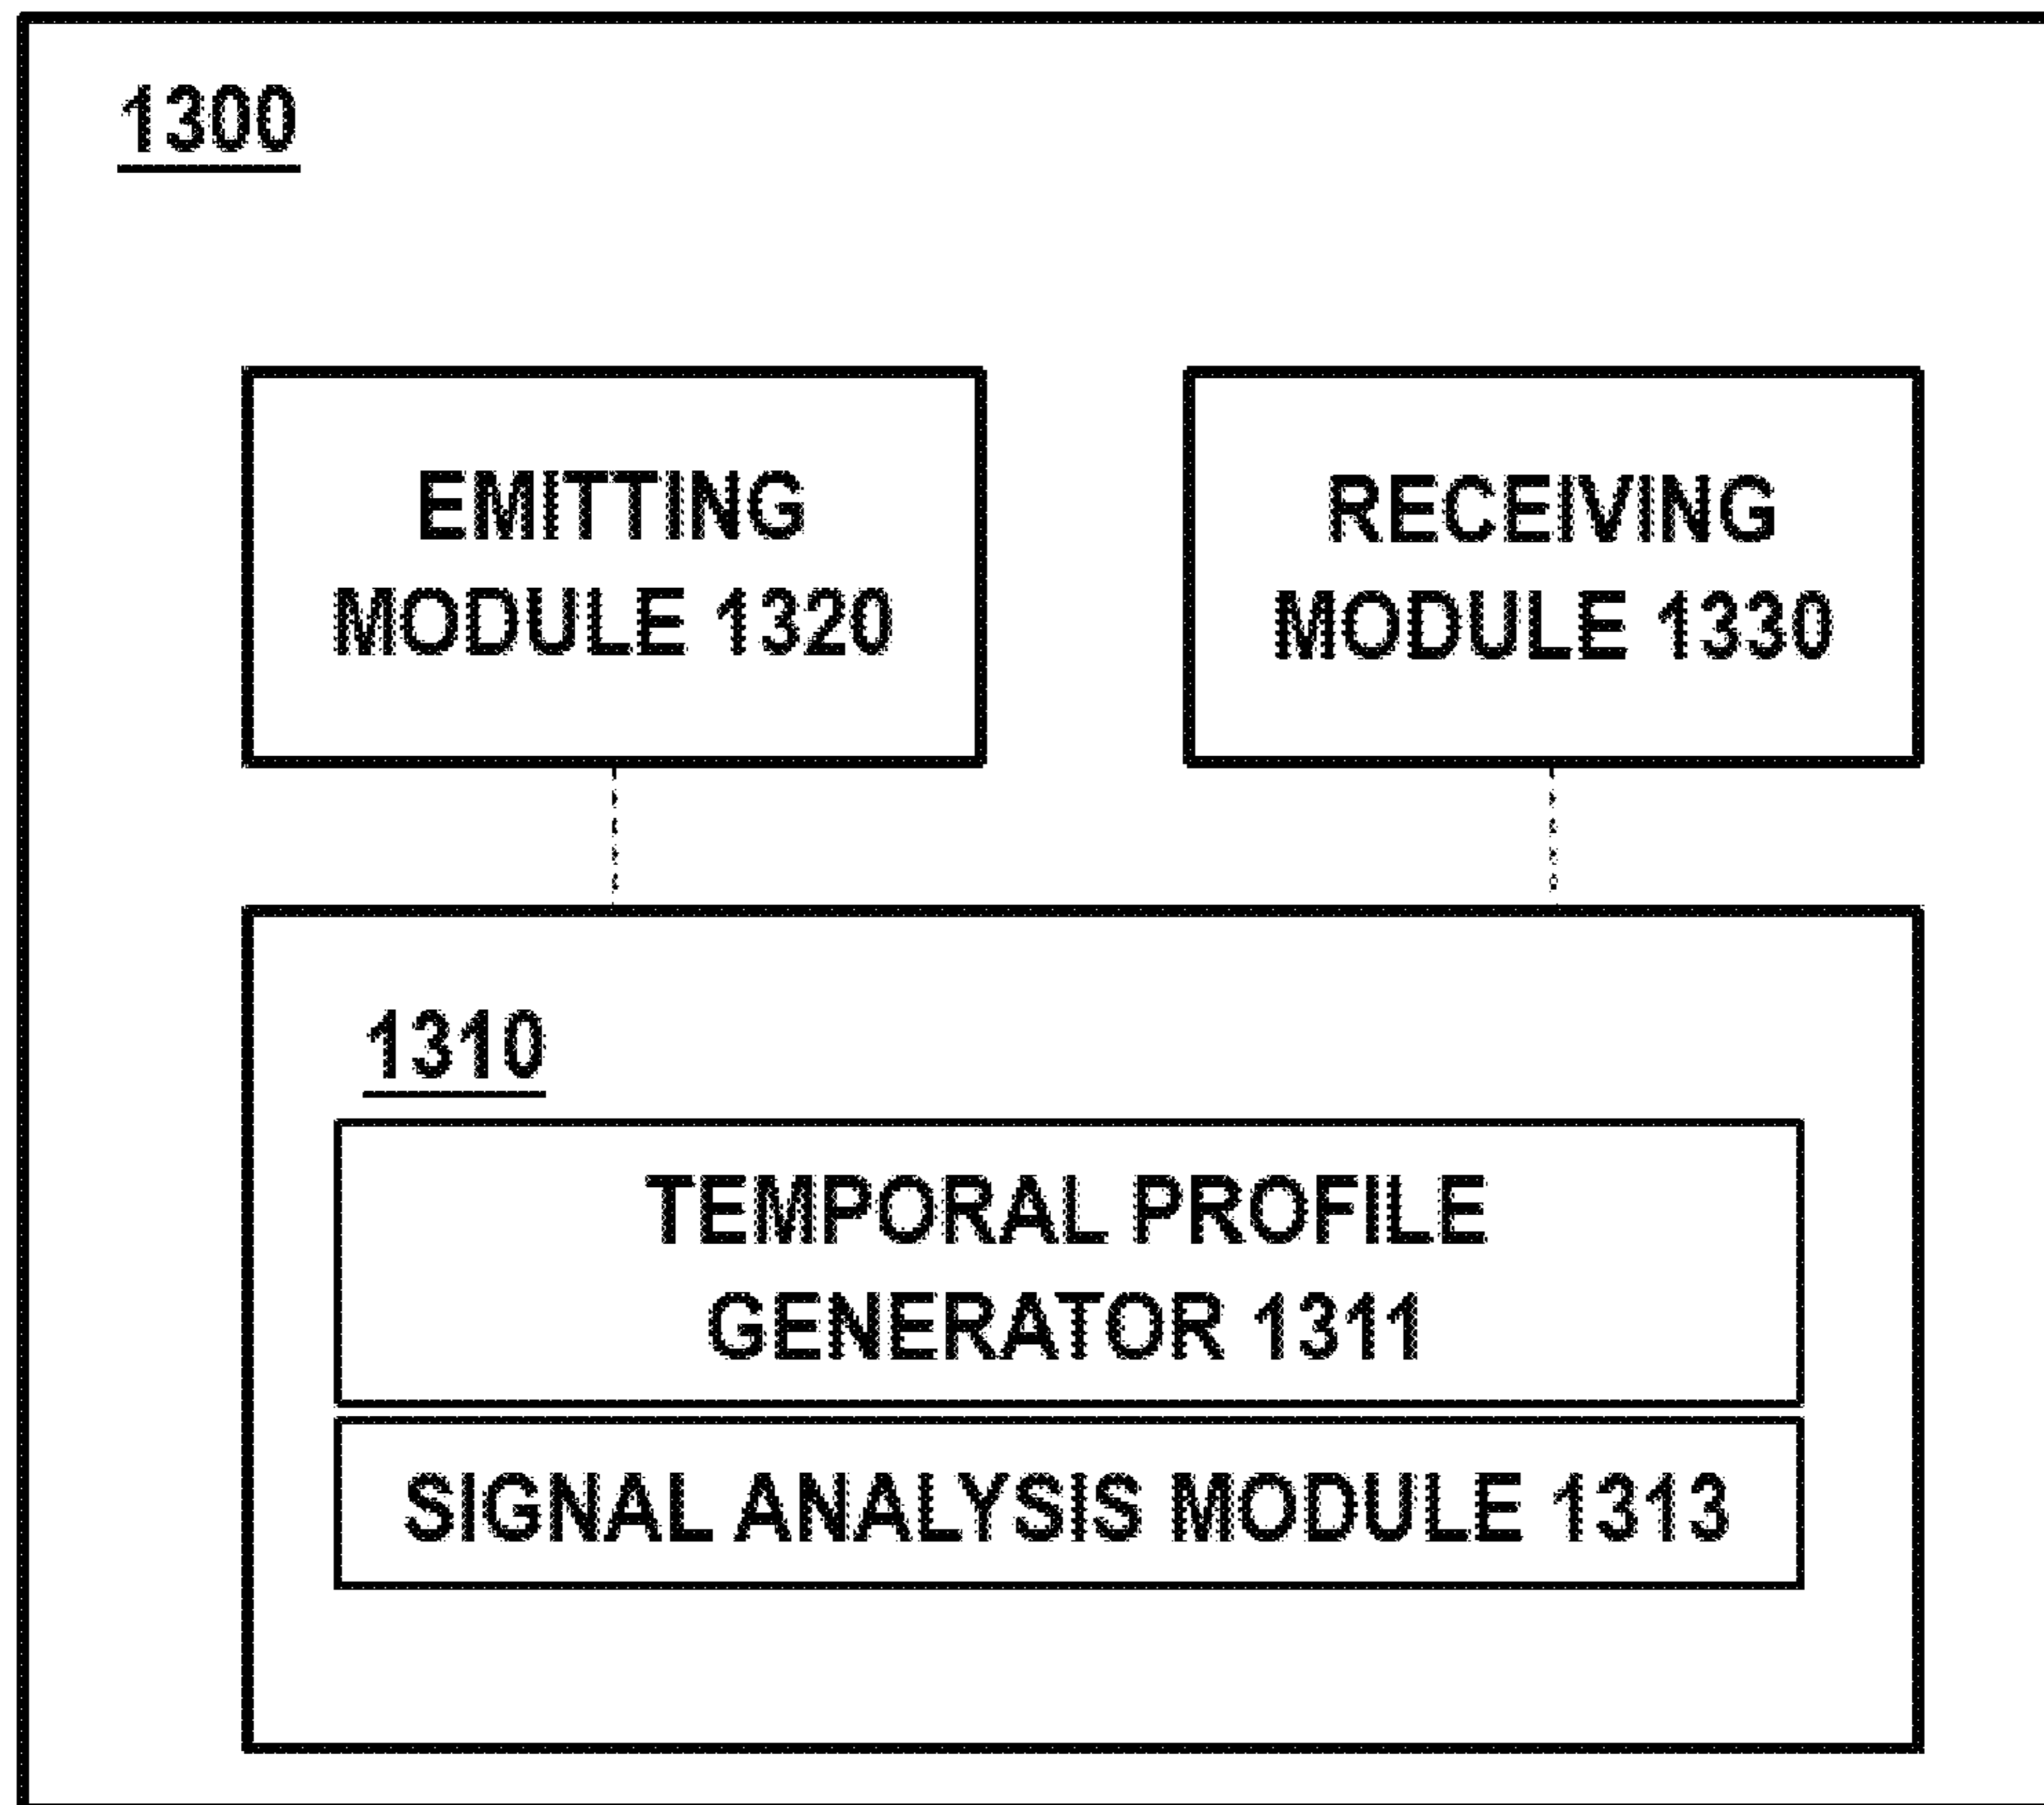 1300
EMITTING
MODULE 1320
RECEIVING
MODULE 1330
1310
TEMPORAL PROFILE
GENERATOR 1311
SIGNAL ANALYSIS MODULE 1313